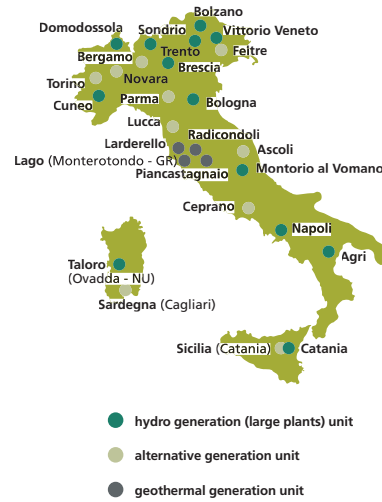 Bolzano
Domodossola
Sondrio
Vittorio Veneto
Trento
Feltre
Bergamo
Brescia
Novara
Torino
Cuneo
Parma
Bologna
Lucca
Radicondoli
Larderello
Ascoli
Lago (Monterotondo - GR)
Montorio al Vomano
Piancastagnaio
Ceprano
Napoli
Agri
Taloro
(Ovadda - NU)
Sardegna (Cagliari)
Sicilia (Catania)
Catania
hydro generation (large plants) unit
alternative generation unit
geothermal generation unit